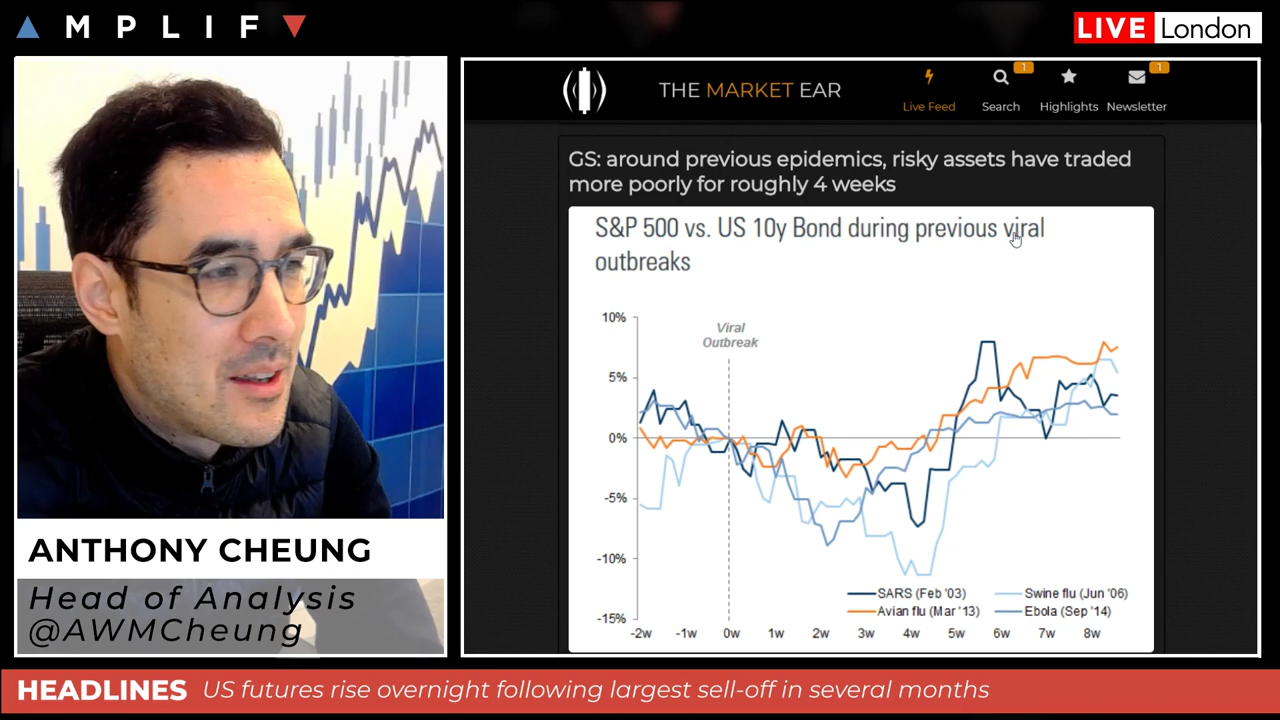 AMPLIFY
LIVE London
THE MARKET EAR
1
1
Live Feed
Search
Highlights
Newsletter
GS: around previous epidemics, risky assets have traded
more poorly for roughly 4 weeks
S&P 500 vs. US 10y Bond during previous viral
outbreaks
10%
5%
0%
-5%
-10%
-15%
Viral
Outbreak
SARS (Feb '03)
Swine flu (Jun '06)
Avian flu (Mar '13)
Ebola (Sep '14)
-2w -1w 0w 1w 2w 3w 4w 5w 6w 7w 8w
ANTHONY CHEUNG
Head of Analysis
@AWMCheung
HEADLINES US futures rise overnight following largest sell-off in several months